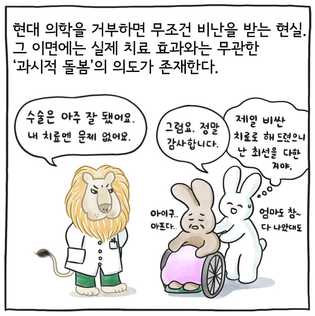 현대 의학을 거부하면 무조건 비난을 받는 현실.
그 이면에는 실제 치료 효과와는 무관한
‘과시적 돌봄'의 의도가 존재한다.
수술은 아주 잘 됐어요.
내 치료엔 문제 없어요.
그럼요. 정말
감사합니다.
제일 비싼
치료로 해 드렸으니
난 최선을 다한
거야.
아이구..
아프다..
엄마도 참~
다 나았대도